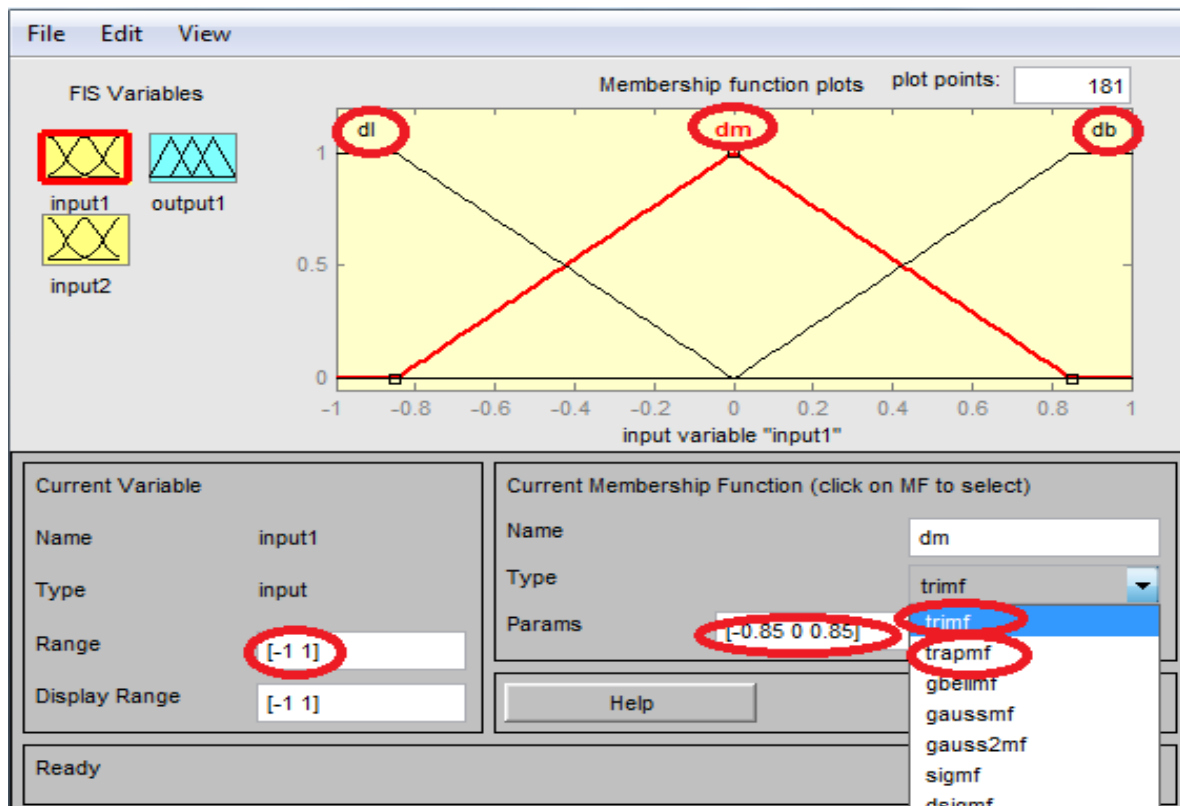 File Edit View
FIS Variables
Membership function plots plot points: 181
dl dm db
input1 output1
input2
1
0.5
0
-1 -0.8 -0.6 -0.4 -0.2 0 0.2 0.4 0.6 0.8 1
input variable "input1"
Current Variable
Name input1
Type input
Range [-1 1]
Display Range [-1 1]
Current Membership Function (click on MF to select)
Name dm
Type trimf
Params [-0.85 0 0.85]
trimf
trapmf
gbellmf
gaussmf
gauss2mf
sigmf
dsigmf
Help
Ready